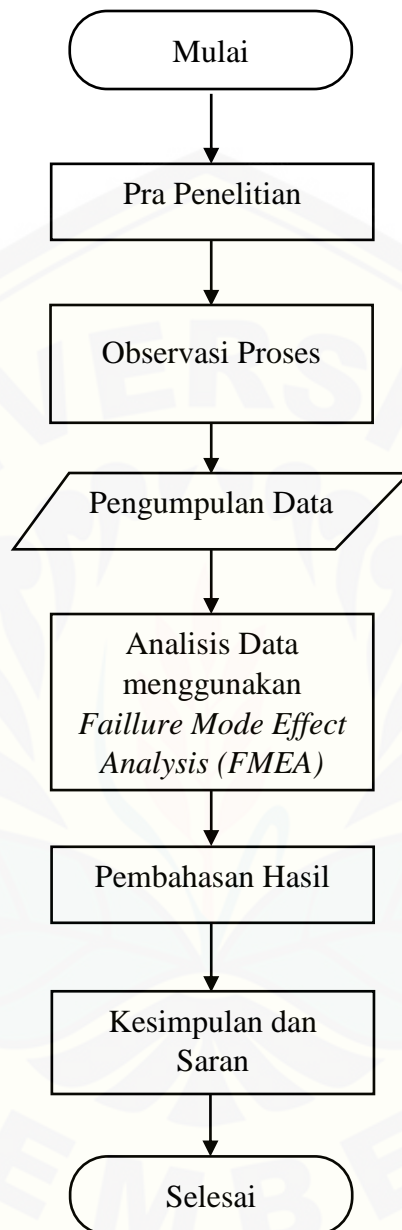 Mulai
Pra Penelitian
Observasi Proses
Pengumpulan Data
Analisis Data
menggunakan
Faillure Mode Effect
Analysis (FMEA)
Pembahasan Hasil
Kesimpulan dan
Saran
Selesai